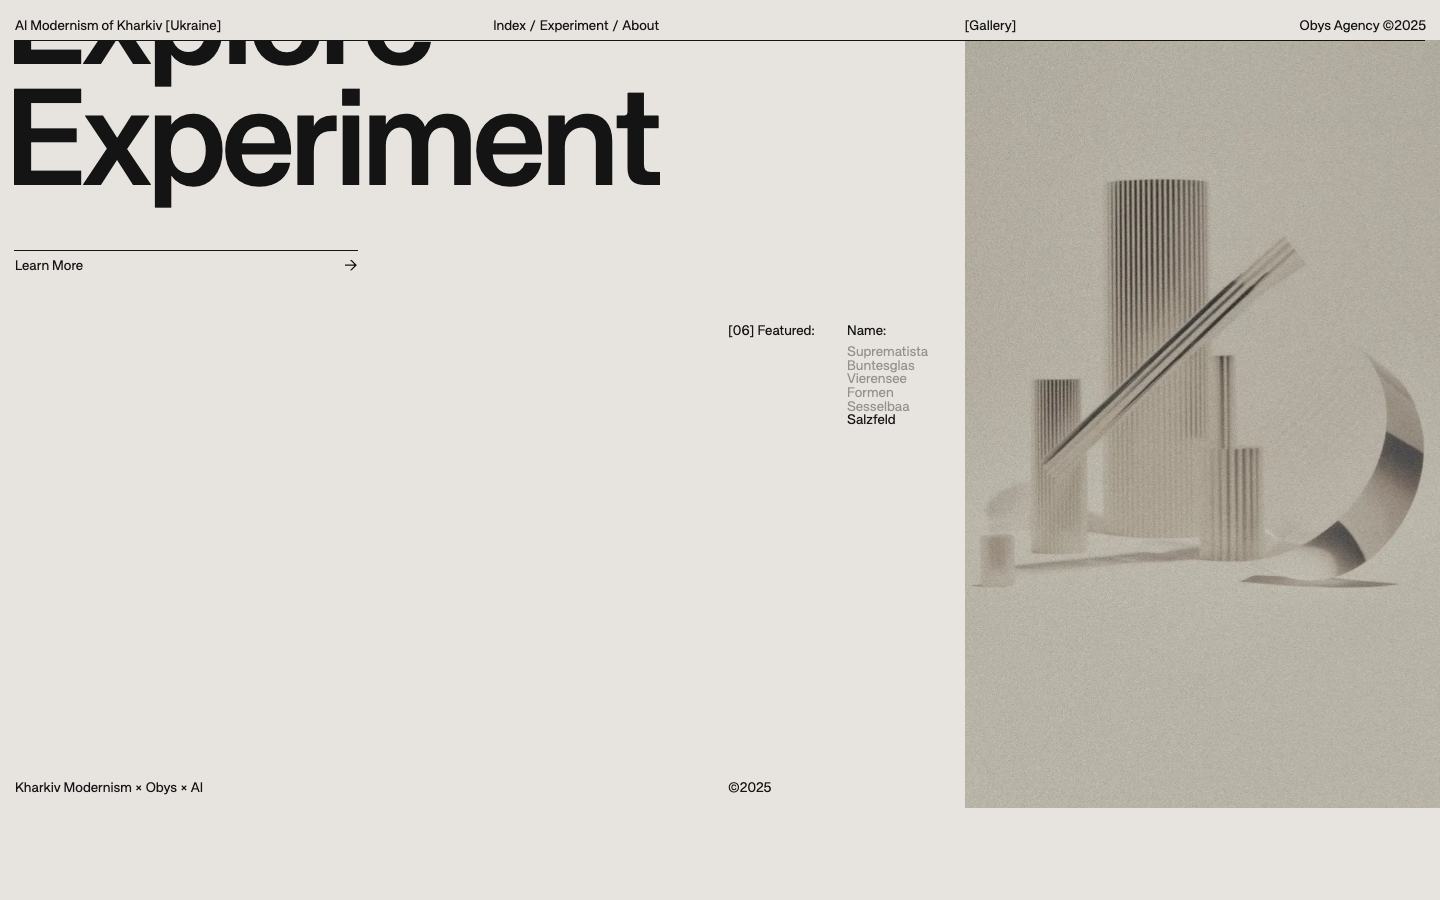 AI Modernism of Kharkiv [Ukraine]
Index / Experiment / About
[Gallery]
Obys Agency ©2025
Explore
Experiment
Learn More →
[06] Featured:
Name:
Suprematista
Buntesglas
Vierensee
Formen
Sesselbaa
Salzfeld
Kharkiv Modernism × Obys × AI
©2025